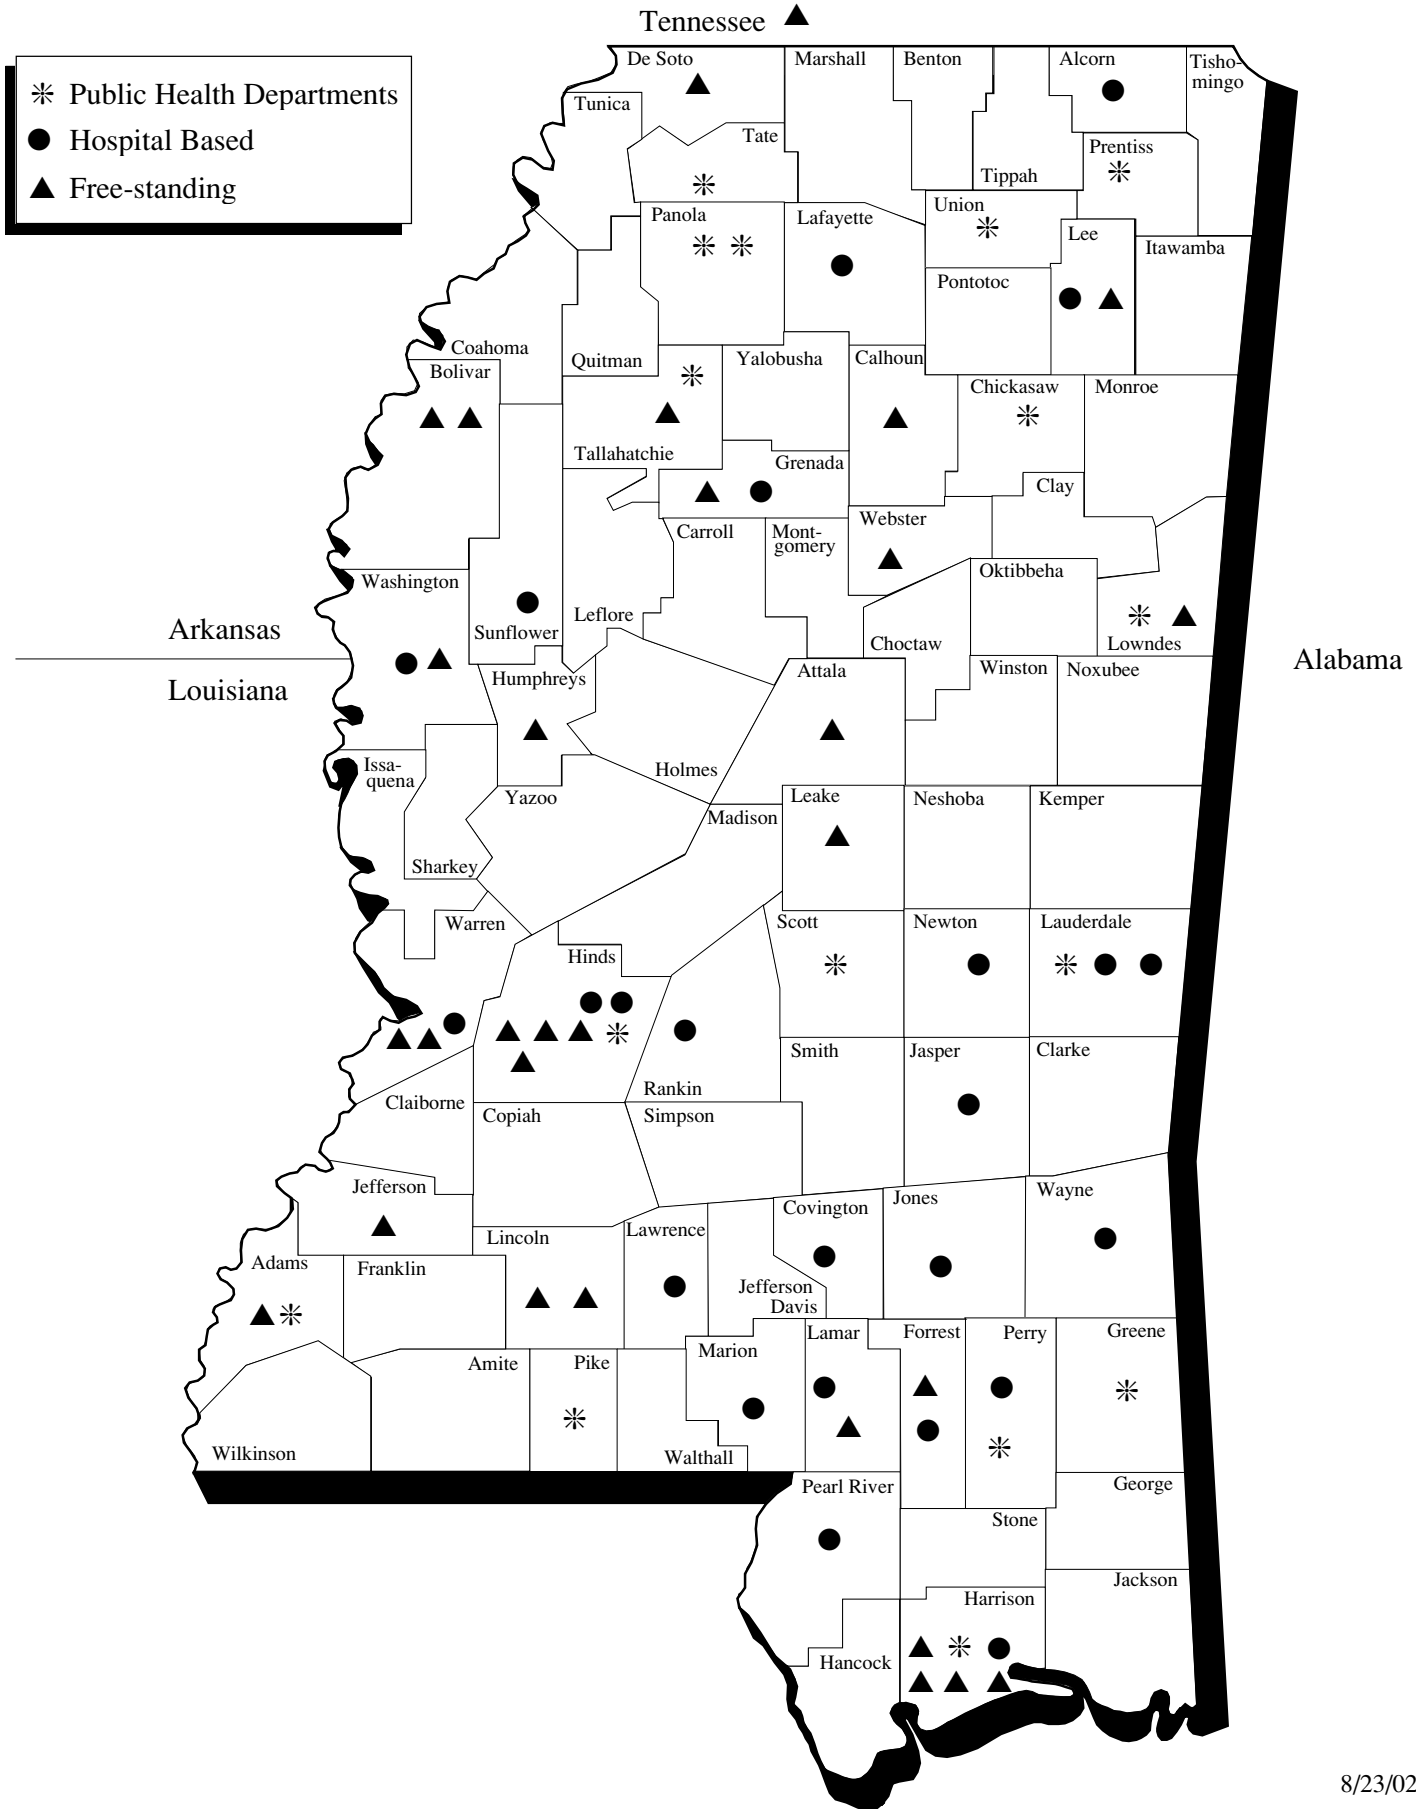 Tennessee
Public Health Departments
Hospital Based
Free-standing
De Soto
Marshall
Benton
Alcorn
Tisho-
mingo
Tunica
Tate
Prentiss
Tippah
Panola
Lafayette
Union
Lee
Itawamba
Pontotoc
Coahoma
Quitman
Yalobusha
Calhoun
Bolivar
Chickasaw
Monroe
Tallahatchie
Grenada
Clay
Carroll
Mont-
gomery
Webster
Washington
Oktibbeha
Leflore
Sunflower
Choctaw
Lowndes
Arkansas
Louisiana
Alabama
Humphreys
Attala
Winston
Noxubee
Issa-
quena
Holmes
Yazoo
Madison
Leake
Neshoba
Kemper
Sharkey
Warren
Hinds
Scott
Newton
Lauderdale
Rankin
Smith
Jasper
Clarke
Claiborne
Copiah
Simpson
Jefferson
Covington
Jones
Wayne
Lincoln
Lawrence
Adams
Franklin
Jefferson
Davis
Amite
Pike
Marion
Lamar
Forrest
Perry
Greene
Wilkinson
Walthall
Pearl River
George
Stone
Jackson
Harrison
Hancock
8/23/02